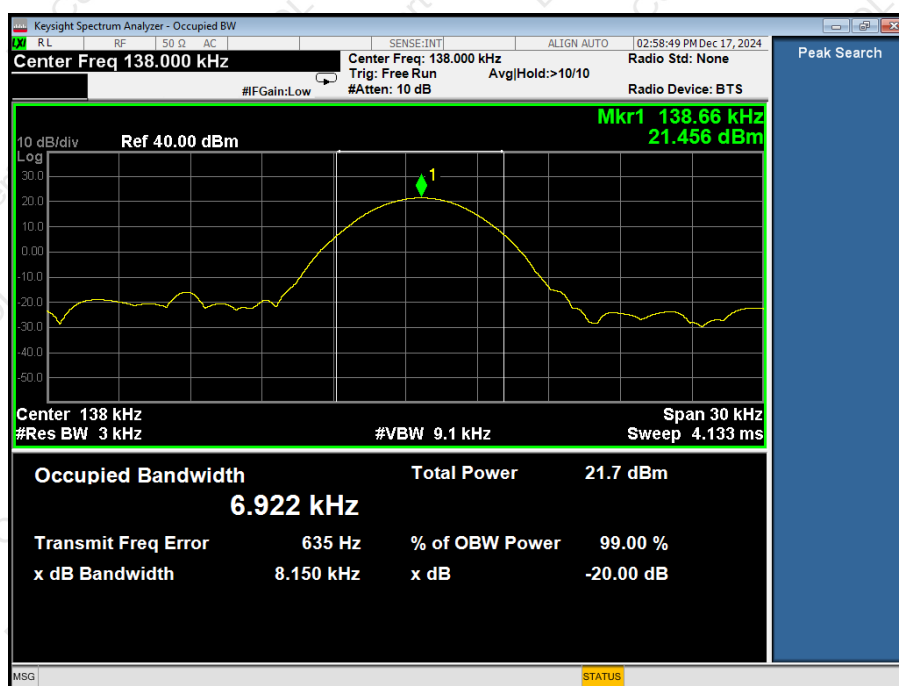 Keysight Spectrum Analyzer - Occupied BW
LXI RL RF 50 Ω AC SENSE:INT ALIGN AUTO 02:58:49 PM Dec 17, 2024
Center Freq 138.000 kHz Center Freq: 138.000 kHz Radio Std: None
Trig: Free Run Avg|Hold:>10/10
#IFGain:Low #Atten: 10 dB Radio Device: BTS
Peak Search
Mkr1 138.66 kHz
10 dB/div Ref 40.00 dBm 21.456 dBm
Log
30.0
1
20.0
10.0
0.00
-10.0
-20.0
-30.0
-40.0
-50.0
Center 138 kHz Span 30 kHz
#Res BW 3 kHz #VBW 9.1 kHz Sweep 4.133 ms
Occupied Bandwidth Total Power 21.7 dBm
6.922 kHz
Transmit Freq Error 635 Hz % of OBW Power 99.00 %
x dB Bandwidth 8.150 kHz x dB -20.00 dB
MSG STATUS